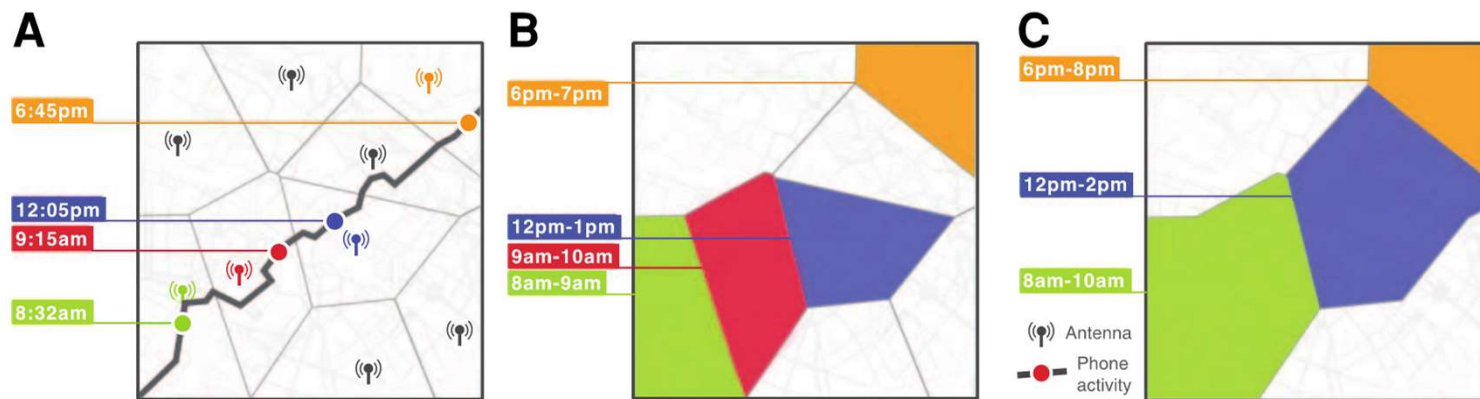 A
6:45pm
12:05pm
9:15am
8:32am
B
6pm-7pm
12pm-1pm
9am-10am
8am-9am
C
6pm-8pm
12pm-2pm
8am-10am
Antenna
Phone
activity